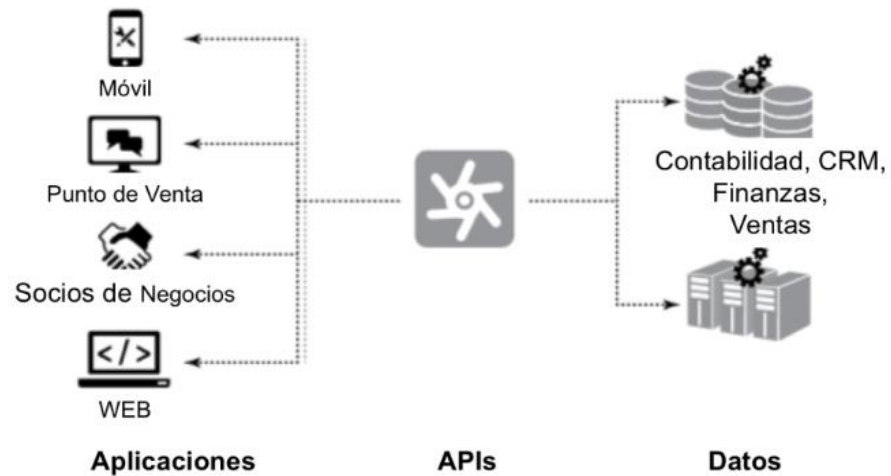 Móvil
Punto de Venta
Socios de Negocios
</>
WEB
Contabilidad, CRM,
Finanzas,
Ventas
Aplicaciones
APIs
Datos